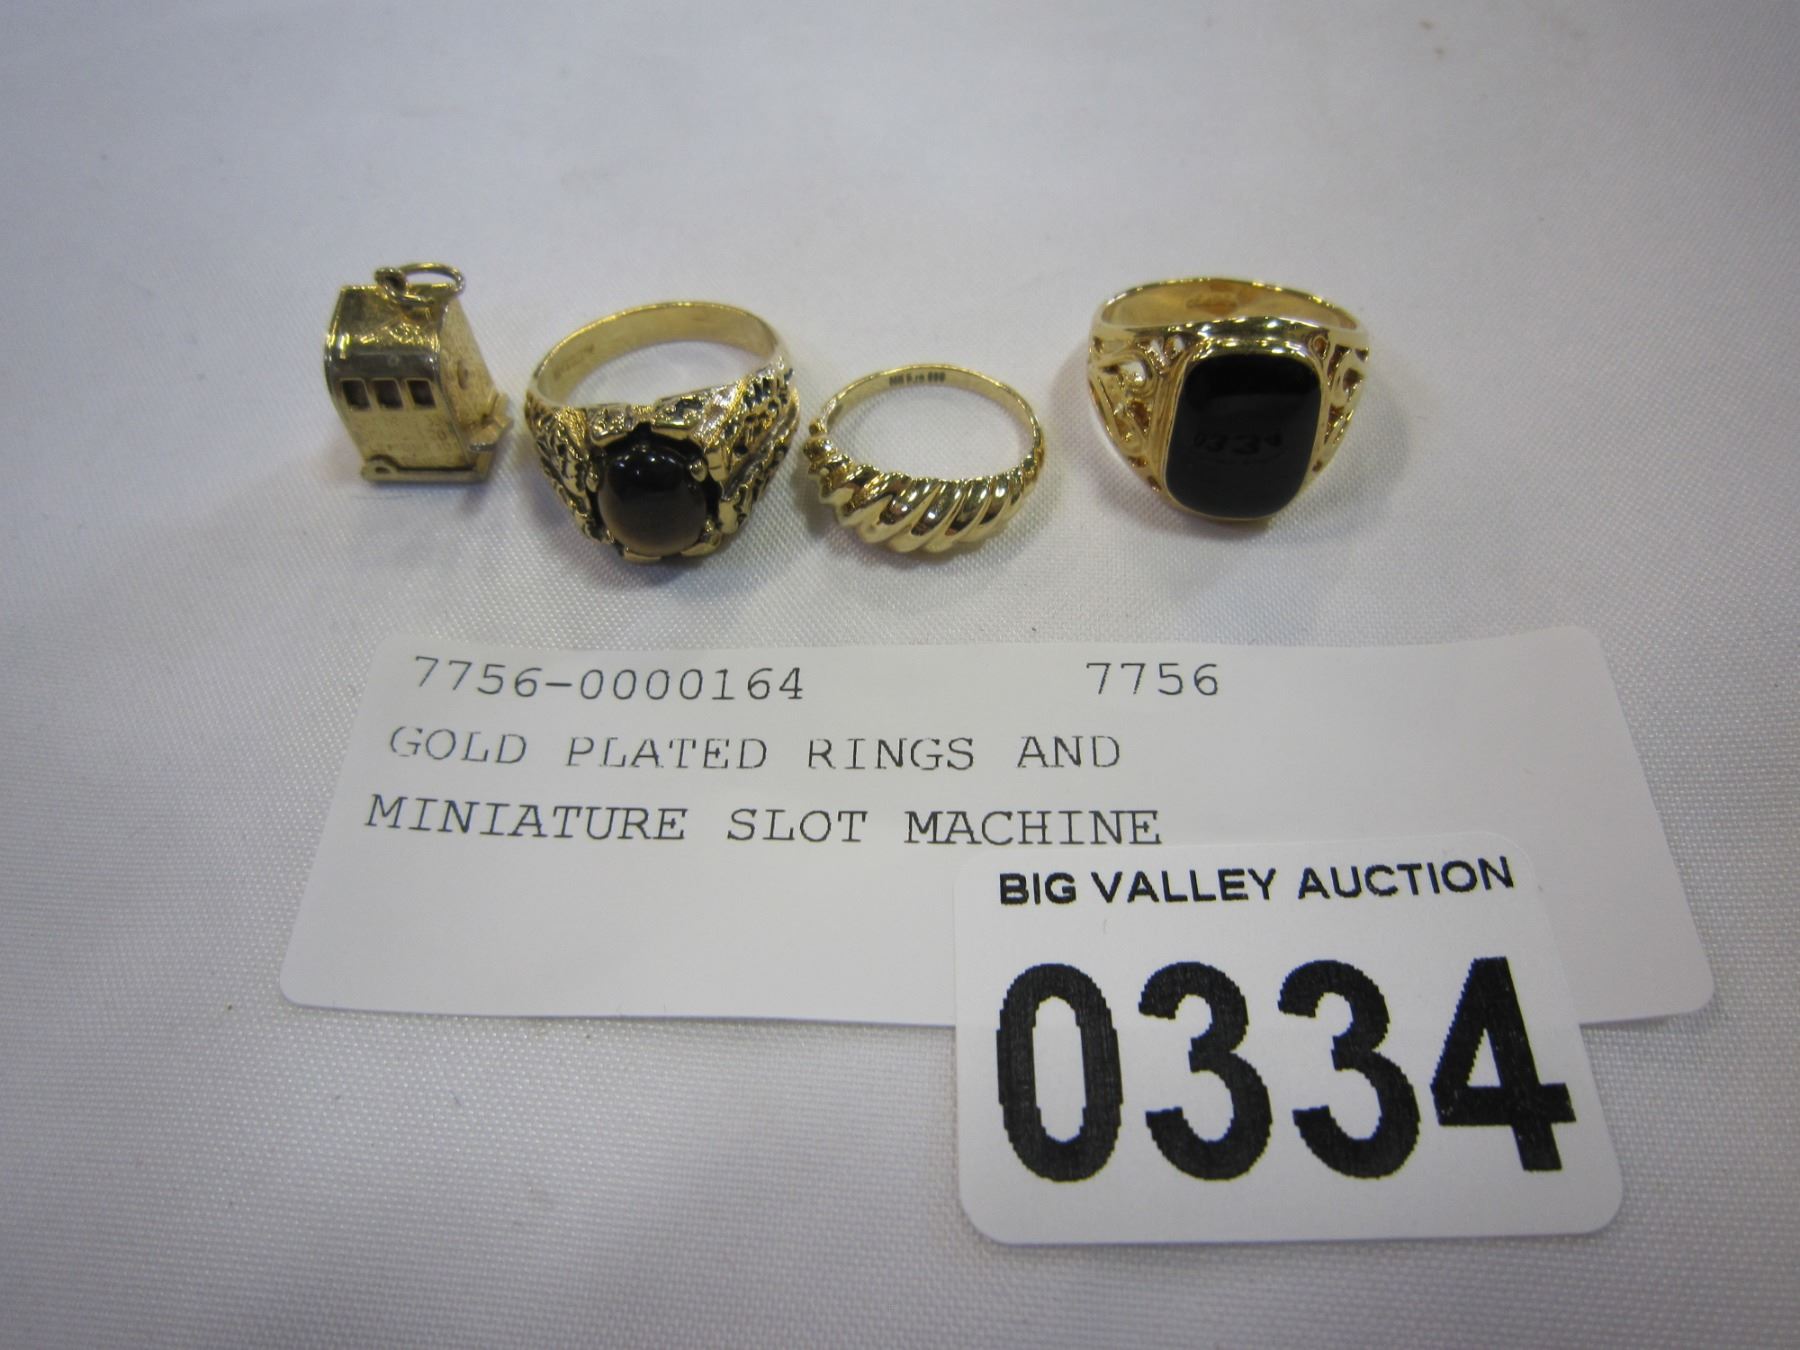 7756-0000164 7756
GOLD PLATED RINGS AND
MINIATURE SLOT MACHINE
BIG VALLEY AUCTION
0334